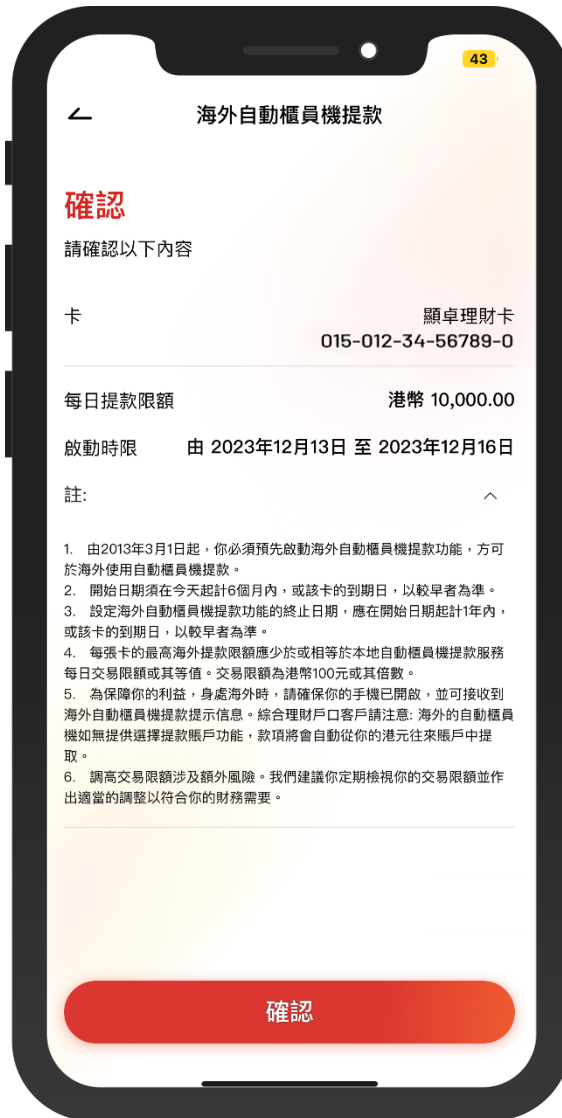 43
海外自動櫃員機提款
確認
請確認以下內容
卡 顯卓理財卡
015-012-34-56789-0
每日提款限額 港幣 10,000.00
啟動時限 由 2023年12月13日 至 2023年12月16日
註:
1. 由2013年3月1日起，你必須預先啟動海外自動櫃員機提款功能，方可
於海外使用自動櫃員機提款。
2. 開始日期須在今天起計6個月內，或該卡的到期日，以較早者為準。
3. 設定海外自動櫃員機提款功能的終止日期，應在開始日期起計1年內，
或該卡的到期日，以較早者為準。
4. 每張卡的最高海外提款限額應少於或相等於本地自動櫃員機提款服務
每日交易限額或其等值。交易限額為港幣100元或其倍數。
5. 為保障你的利益，身處海外時，請確保你的手機已開啟，並可接收到
海外自動櫃員機提款提示信息。綜合理財戶口客戶請注意: 海外的自動櫃員
機如無提供選擇提款賬戶功能，款項將會自動從你的港元往來賬戶中提
取。
6. 調高交易限額涉及額外風險。我們建議你定期檢視你的交易限額並作
出適當的調整以符合你的財務需要。
確認